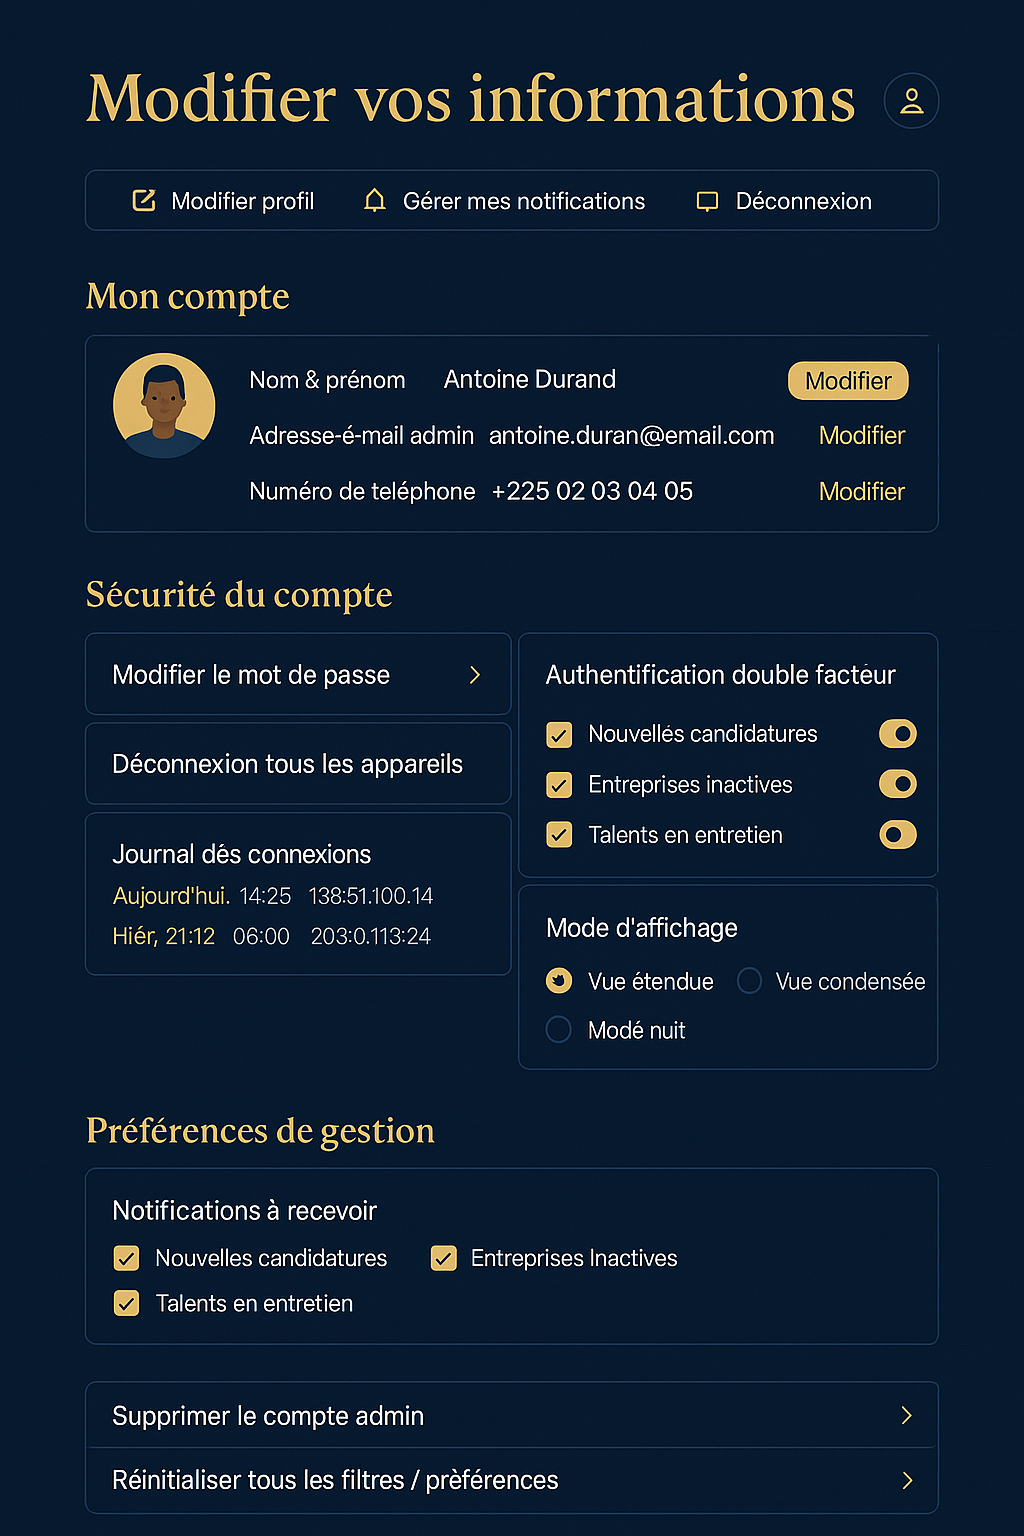 Modifier vos informations
Modifier profil Gérer mes notifications Déconnexion
Mon compte
Nom & prénom Antoine Durand Modifier
Adresse-é-mail admin antoine.duran@email.com Modifier
Numéro de teléphone +225 02 03 04 05 Modifier
Sécurité du compte
Modifier le mot de passe
Déconnexion tous les appareils
Journal dés connexions
Aujourd'hui. 14:25 138:51.100.14
Hiér, 21:12 06:00 203:0.113:24
Authentification double factéur
Nouvellés candidatures
Entreprises inactives
Talents en entretien
Mode d'affichage
Vue étendue Vue condensée
Modé nuit
Préférences de gestion
Notifications à recevoir
Nouvelles candidatures Entreprises Inactives
Talents en entretien
Supprimer le compte admin
Réinitialiser tous les filtres / prèférences